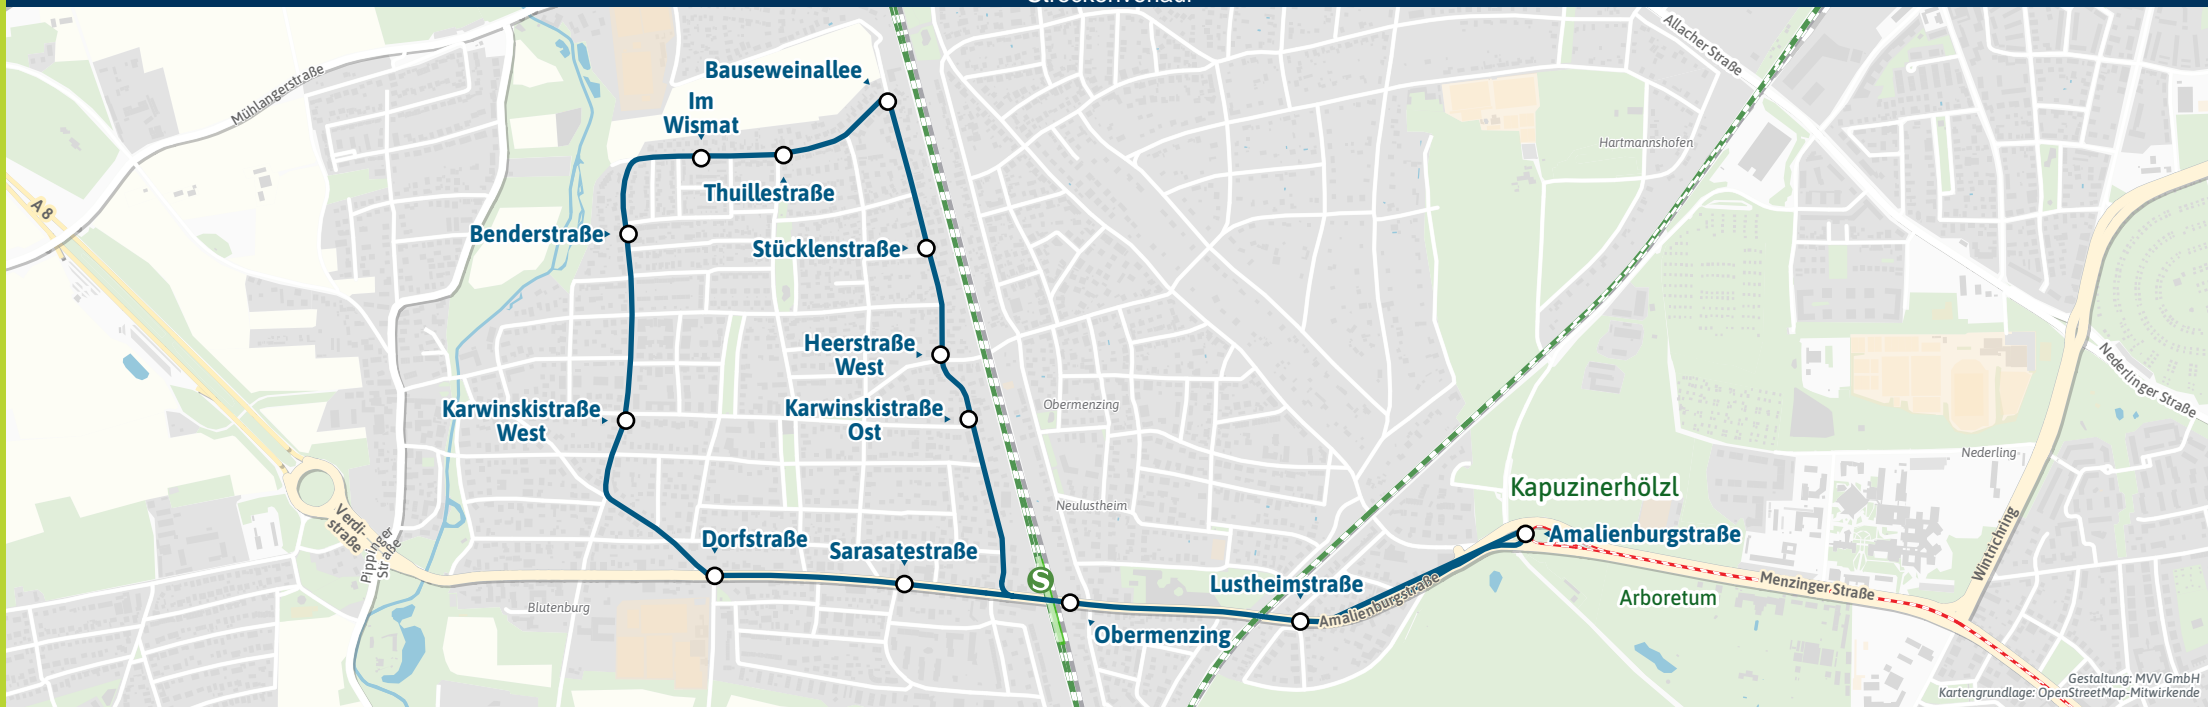 Streckenverlauf
Allacher Straße
Bauseweinallee
Mühlangerstraße
Im
Wismat
Hartmannshofen
Thuillestraße
A 8
Benderstraße
Stücklenstraße
Heerstraße
West
Nederlinger Straße
Karwinskistraße
West
Karwinskistraße
Ost
Obermenzing
Nederling
Kapuzinerhölzl
Neulustheim
Verdi-
straße
Pippinger
Straße
Dorfstraße
Sarasatestraße
Amalienburgstraße
Wintrichring
S
Lustheimstraße
Menzinger Straße
Amalienburgstraße
Arboretum
Blutenburg
Obermenzing
Gestaltung: MVV GmbH
Kartengrundlage: OpenStreetMap-Mitwirkende